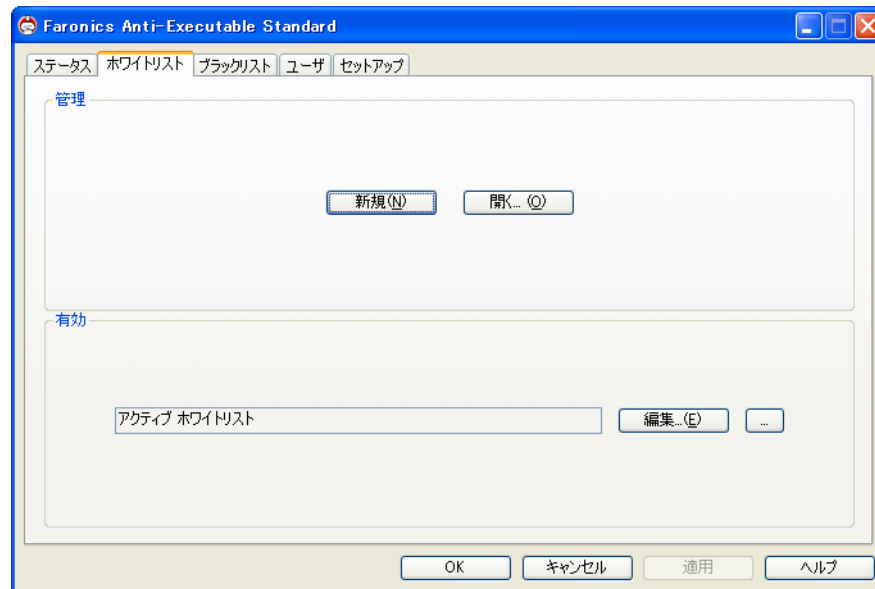 Faronics Anti-Executable Standard
ステータス ホワイトリスト ブラックリスト ユーザ セットアップ
管理
新規(N) 開く... (O)
有効
アクティブ ホワイトリスト 編集...(E) ...
OK キャンセル 適用 ヘルプ